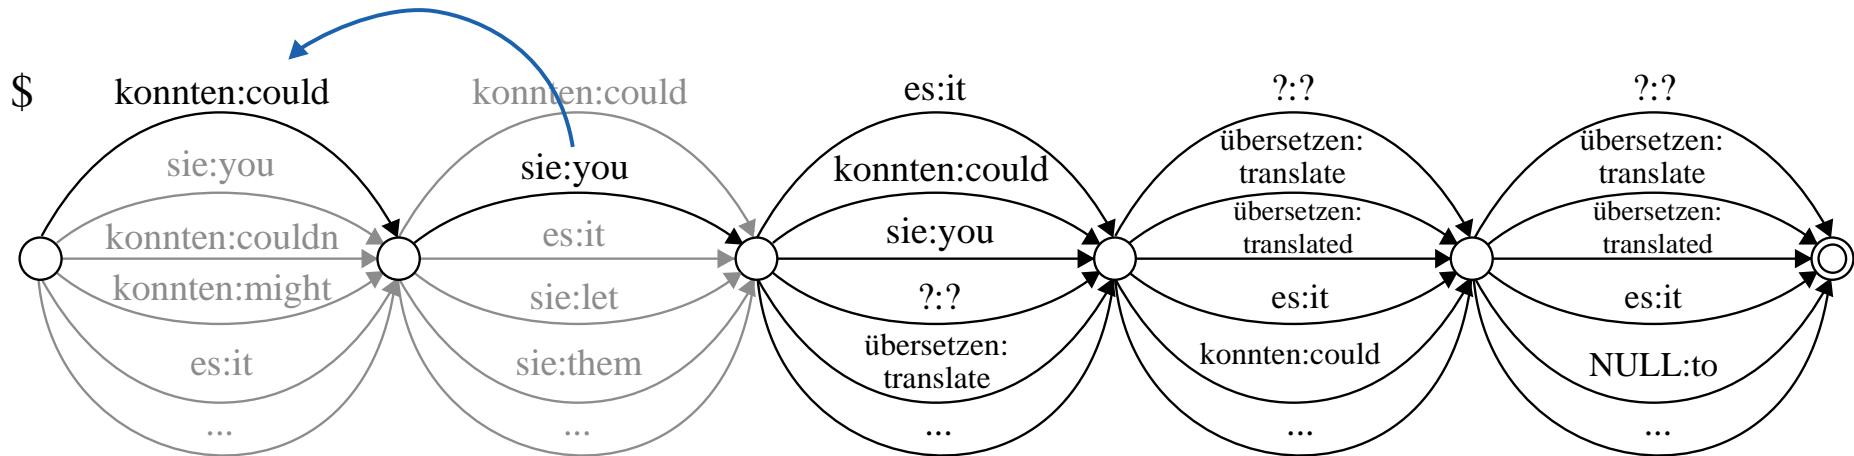 $
konnten:could
sie:you
konnten:couldn
konnten:might
es:it
...
konnten:could
sie:you
es:it
sie:let
sie:them
...
es:it
konnten:could
sie:you
?:?
übersetzen:
translate
...
?:?
übersetzen:
translate
übersetzen:
translated
es:it
konnten:could
...
?:?
übersetzen:
translate
übersetzen:
translated
es:it
NULL:to
...